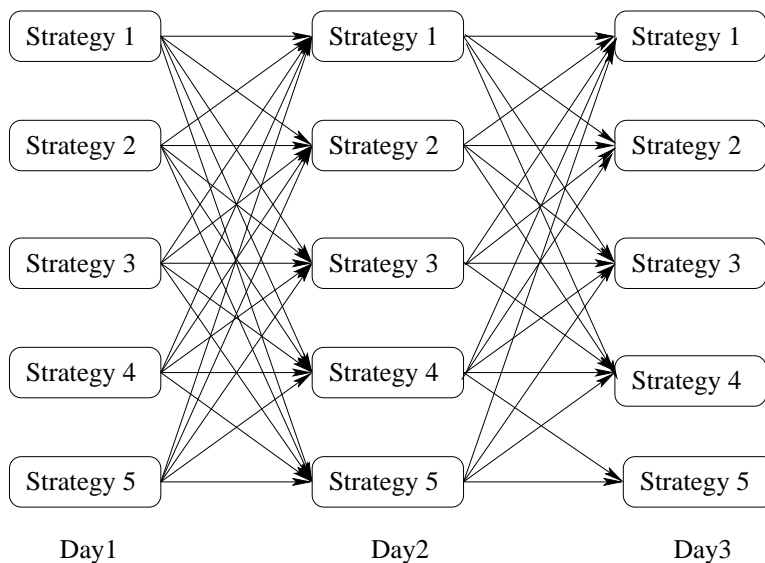 Strategy 1 Strategy 1 Strategy 1
Strategy 2 Strategy 2 Strategy 2
Strategy 3 Strategy 3 Strategy 3
Strategy 4 Strategy 4 Strategy 4
Strategy 5 Strategy 5 Strategy 5
Day1 Day2 Day3